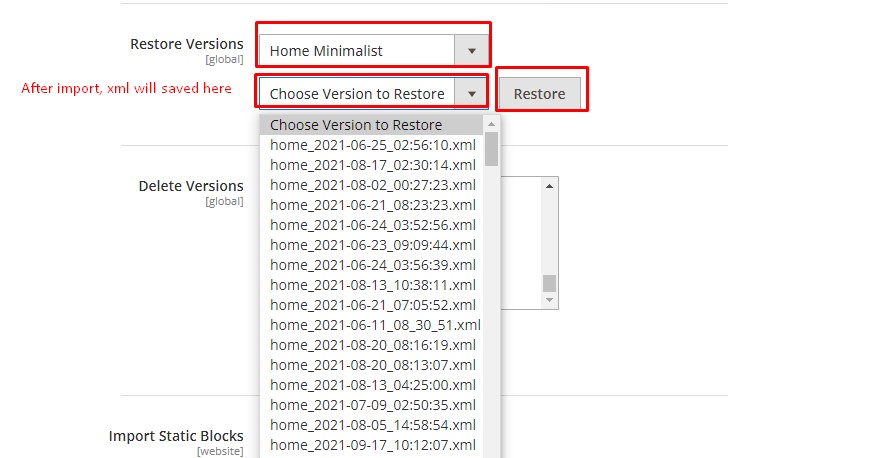 Restore Versions
[global]
Home Minimalist
After import, xml will saved here
Choose Version to Restore
Restore
Choose Version to Restore
home_2021-06-25_02:56:10.xml
home_2021-08-17_02:30:14.xml
home_2021-08-02_00:27:23.xml
home_2021-06-21_08:23:23.xml
home_2021-06-24_03:52:56.xml
home_2021-06-23_09:09:44.xml
home_2021-06-24_03:56:39.xml
home_2021-08-13_10:38:11.xml
home_2021-06-21_07:05:52.xml
home_2021-06-11_08_30_51.xml
home_2021-08-20_08:16:19.xml
home_2021-08-20_08:13:07.xml
home_2021-08-13_04:25:00.xml
home_2021-07-09_02:50:35.xml
home_2021-08-05_14:58:54.xml
home_2021-09-17_10:12:07.xml
Delete Versions
[global]
Import Static Blocks
[website]